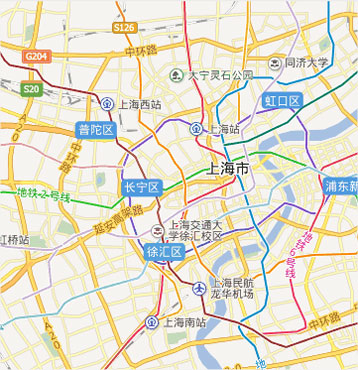 S126
中环路
G204
同济大学
大宁灵石公园
S20
上海西站
虹口区
A20
普陀区
上海站
中环路
上海市
长宁区
浦东新
地铁2号线
延安高架路
上海交通大
学徐汇校区
虹桥站
徐汇区
地铁6号线
上海民航
龙华机场
上海南站
中环路
A20